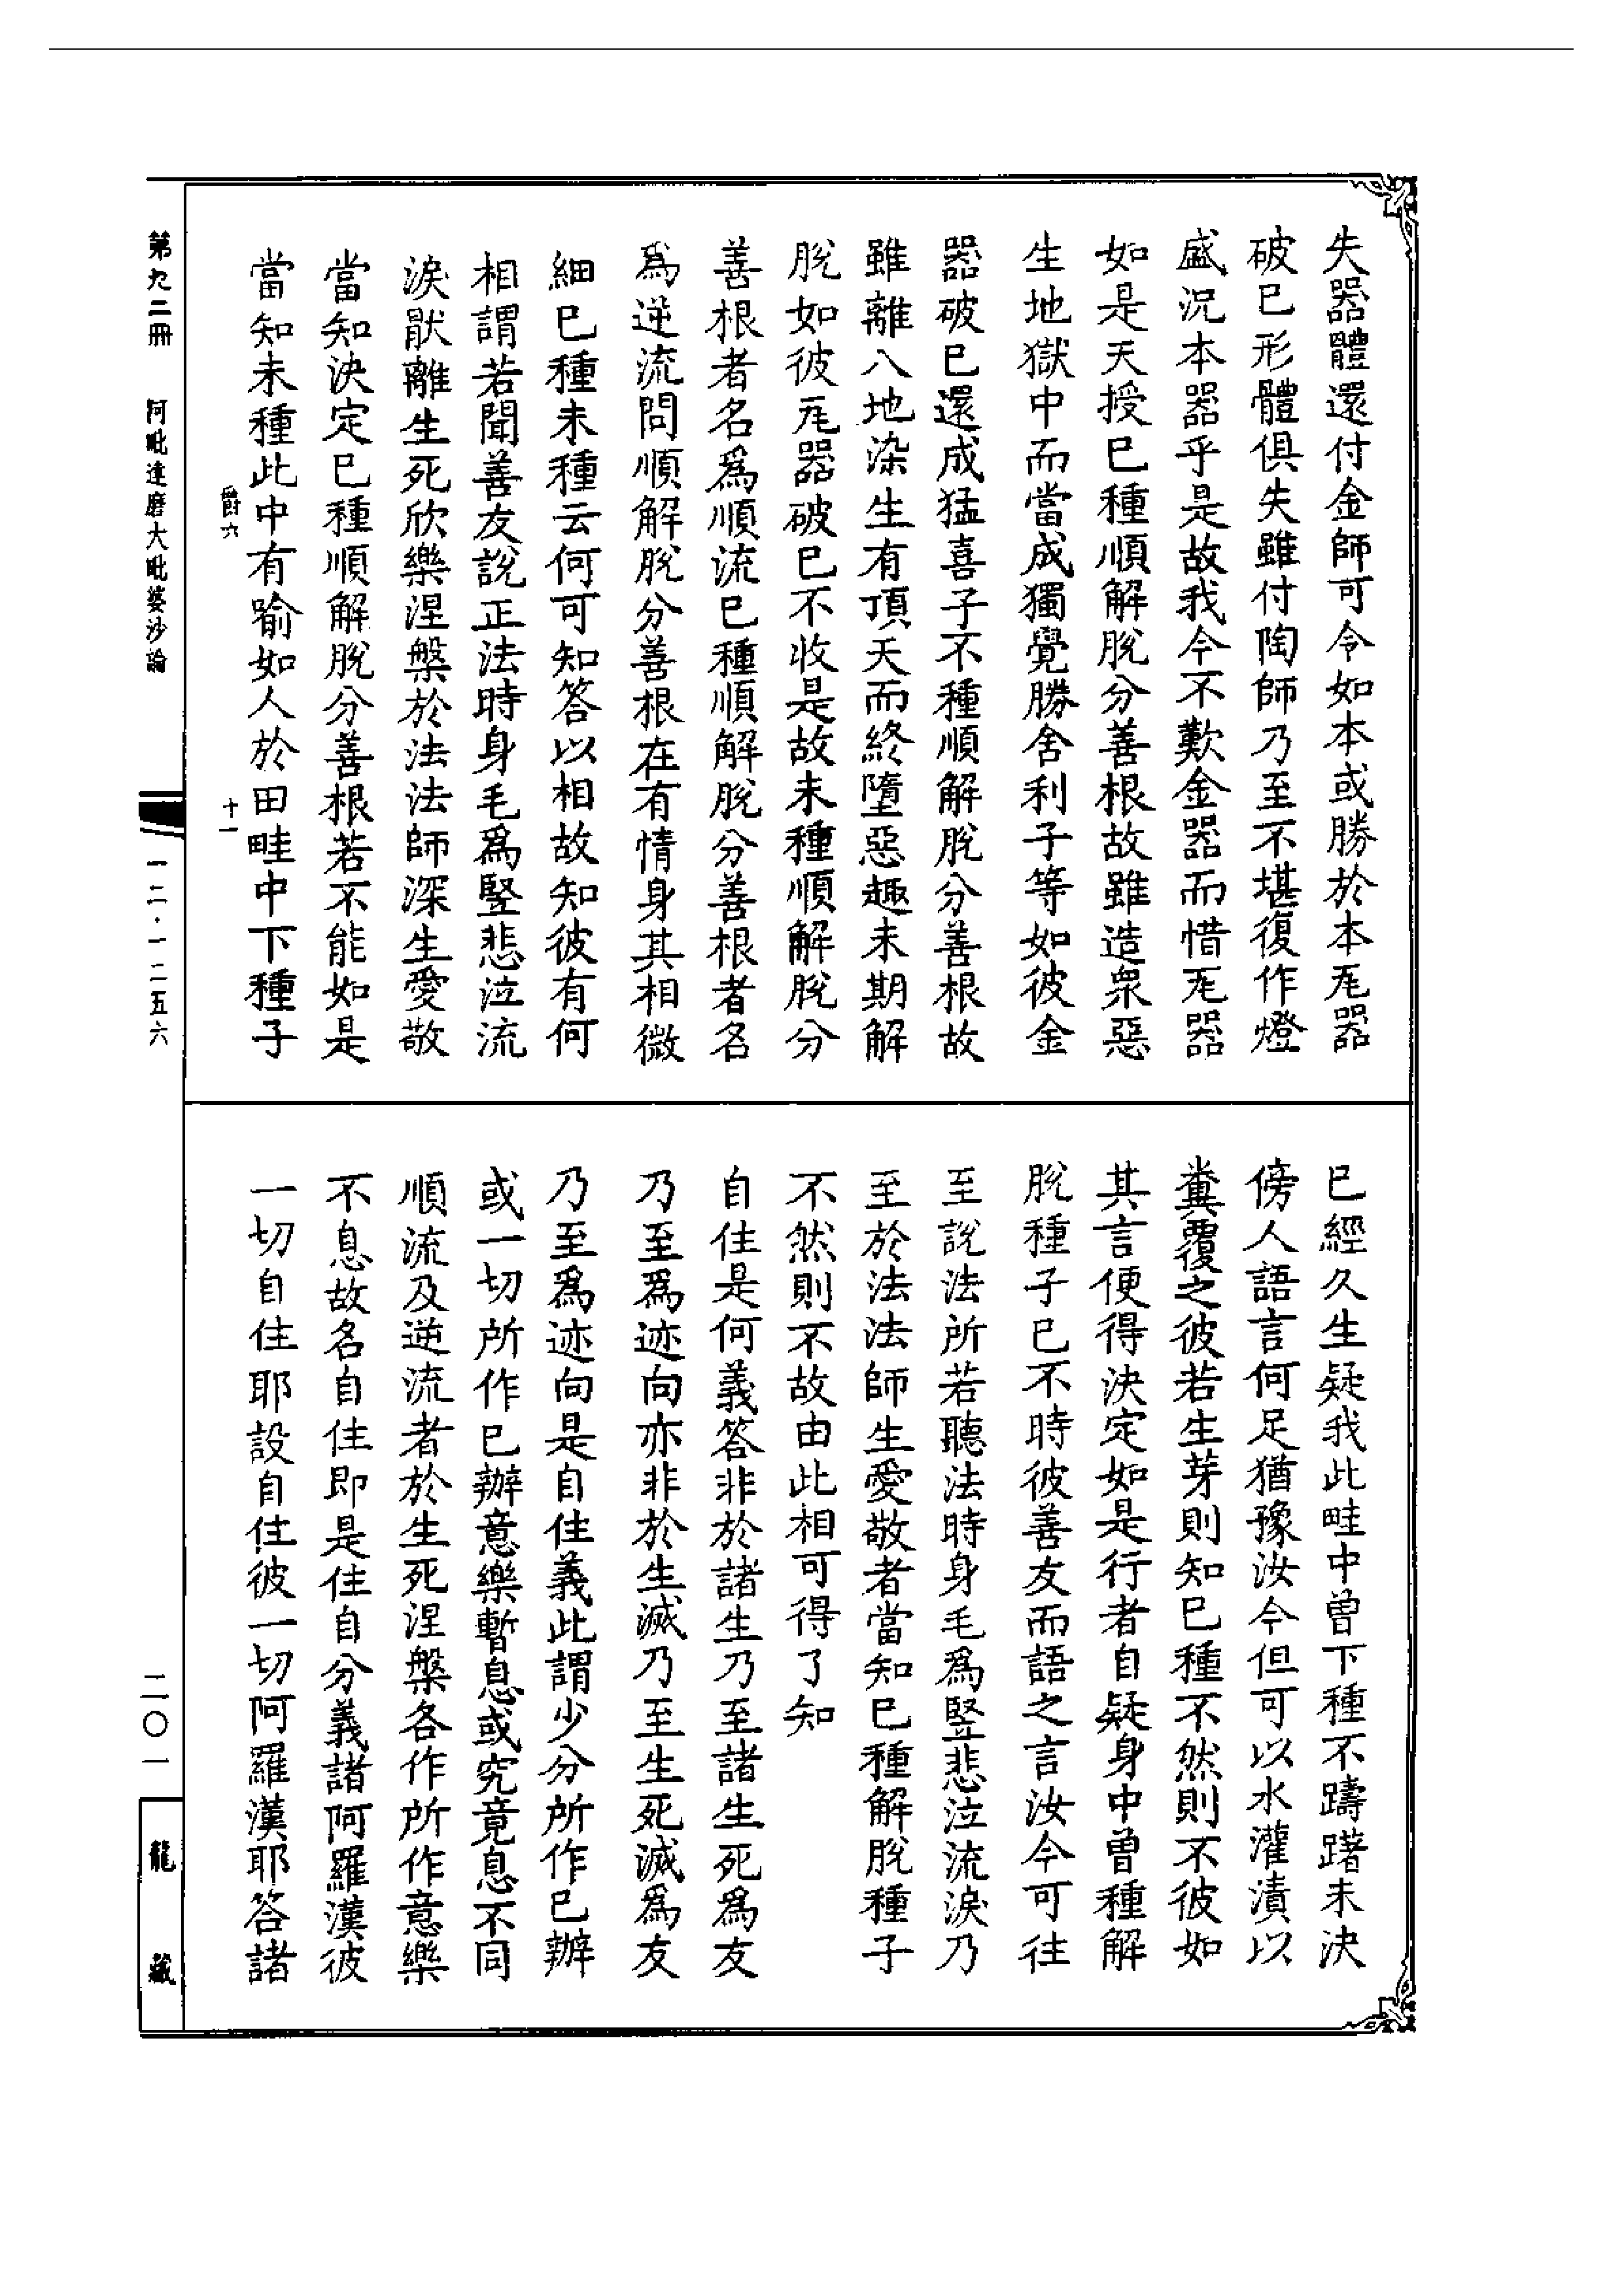 失器體還付金師可令如本或勝於本瓦器
破已形體俱失雖付陶師乃至不堪復作燈
盛況本器乎是故我今不歎金器而惜瓦器
如是天授已種順解脫分善根故雖造眾惡
生地獄中而當成獨覺勝舍利子等如彼金
器破已還成猛喜子不種順解脫分善根故
雖離八地染生有頂天而終墮惡趣未期解
脫如彼瓦器破已不收是故未種順解脫分
善根者名為順流已種順解脫分善根者名
為逆流問順解脫分善根在有情身其相微
細已種未種云何可知答以相故知彼有何
相謂若聞善友說正法時身毛為豎悲泣流
淚厭離生死欣樂涅槃於法法師深生愛敬
當知決定已種順解脫分善根若不能如是
當知未種此中有喻如人於田畦中下種子
爵六
十一
已經久生疑我此畦中曾下種不躊躇未決
傍人語言何足猶豫汝今但可以水灌漬以
糞覆之彼若生芽則知已種不然則不彼如
其言便得決定如是行者自疑身中曾種解
脫種子已不時彼善友而語之言汝今可往
至說法所若聽法時身毛為豎悲泣流淚乃
至於法法師生愛敬者當知已種解脫種子
不然則不故由此相可得了知
自住是何義答非於諸生乃至諸生死為友
乃至為迹向亦非於生滅乃至生死滅為友
乃至為迹向是自住義此謂少分所作已辦
或一切所作已辦意樂暫息或究竟息不同
順流及逆流者於生死涅槃各作所作意樂
不息故名自住即是住自分義諸阿羅漢彼
一切自住耶設自住彼一切阿羅漢耶答諸
第九二冊 阿毗達磨大毗婆沙論
一二·一二五六
二〇一
龍藏